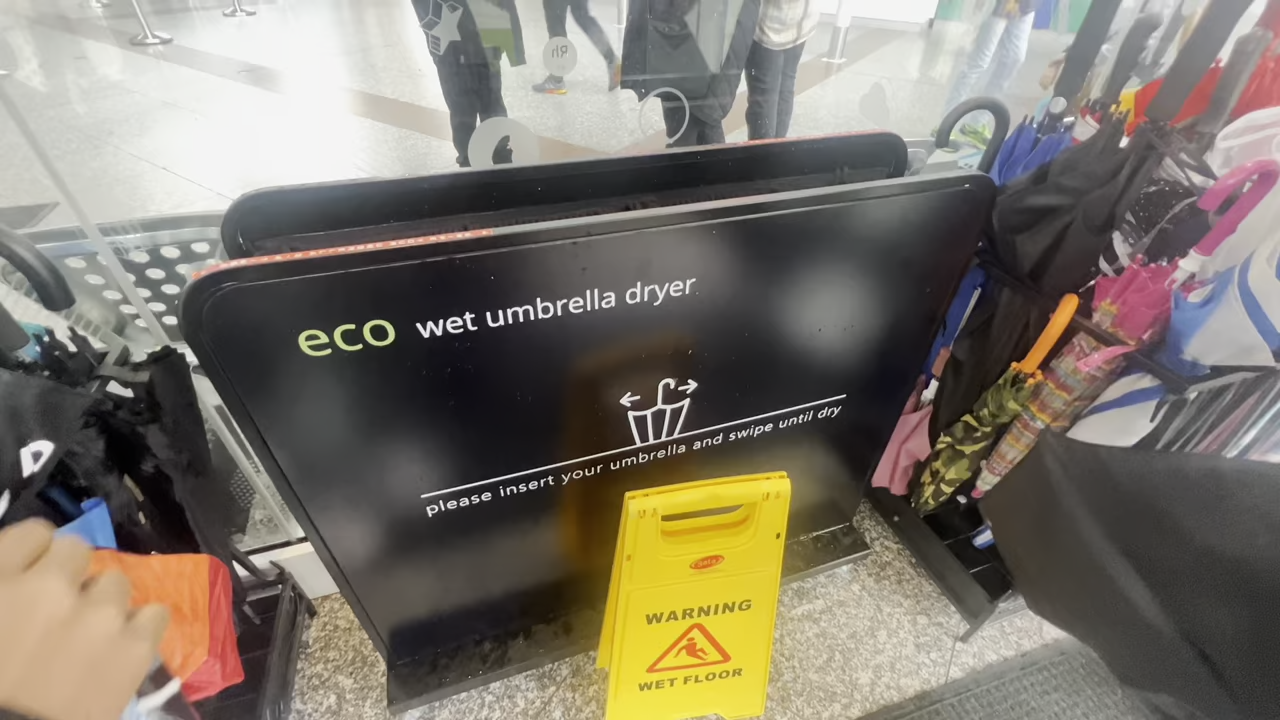 eco wet umbrella dryer
please insert your umbrella and swipe until dry
WARNING
WET FLOOR